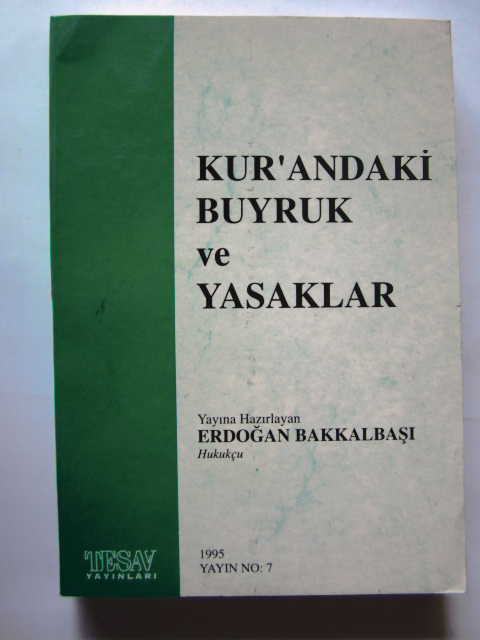 KUR'ANDAKİ
BUYRUK
ve
YASAKLAR
Yayına Hazırlayan
ERDOĞAN BAKKALBAŞI
Hukukçu
TESAV
YAYINLARI
1995
YAYIN NO: 7